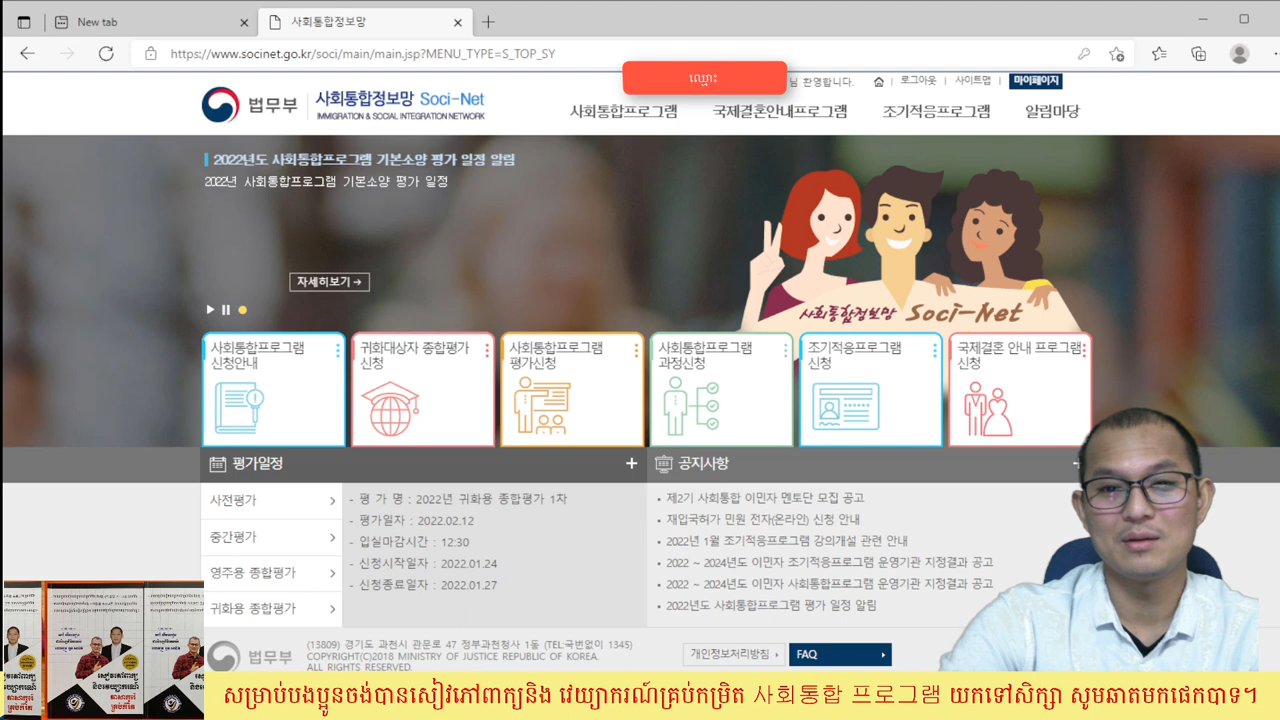 New tab
사회통합정보망
https://www.socinet.go.kr/soci/main/main.jsp?MENU_TYPE=S_TOP_SY
ឈ្មោះ
님 환영합니다.
로그아웃
사이트맵
마이페이지
법무부
사회통합정보망 Soci-Net
IMMIGRATION & SOCIAL INTEGRATION NETWORK
사회통합프로그램
국제결혼안내프로그램
조기적응프로그램
알림마당
2022년도 사회통합프로그램 기본소양 평가 일정 알림
2022년 사회통합프로그램 기본소양 평가 일정
자세히보기 →
사회통합정보망 Soci-Net
사회통합프로그램
신청안내
귀화대상자 종합평가
신청
사회통합프로그램
평가신청
사회통합프로그램
과정신청
조기적응프로그램
신청
국제결혼 안내 프로그램
신청
평가일정 +
사전평가
중간평가
영주용 종합평가
귀화용 종합평가
- 평 가 명 : 2022년 귀화용 종합평가 1차
- 평가일자 : 2022.02.12
- 입실마감시간 : 12:30
- 신청시작일자 : 2022.01.24
- 신청종료일자 : 2022.01.27
공지사항
제2기 사회통합 이민자 멘토단 모집 공고
재입국허가 민원 전자(온라인) 신청 안내
2022년 1월 조기적응프로그램 강의개설 관련 안내
2022 ~ 2024년도 이민자 조기적응프로그램 운영기관 지정결과 공고
2022 ~ 2024년도 이민자 사회통합프로그램 운영기관 지정결과 공고
2022년도 사회통합프로그램 평가 일정 알림
법무부
(13809) 경기도 과천시 관문로 47 정부과천청사 1동 (TEL:국번없이 1345)
COPYRIGHT(C)2018 MINISTRY OF JUSTICE REPUBLIC OF KOREA.
ALL RIGHTS RESERVED.
개인정보처리방침
FAQ
សម្រាប់បងប្អូនចង់បានសៀវភៅពាក្យនិង វេយ្យាករណ៍គ្រប់កម្រិត 사회통합 프로그램 យកទៅសិក្សា សូមឆាតមកផេកបាទ។